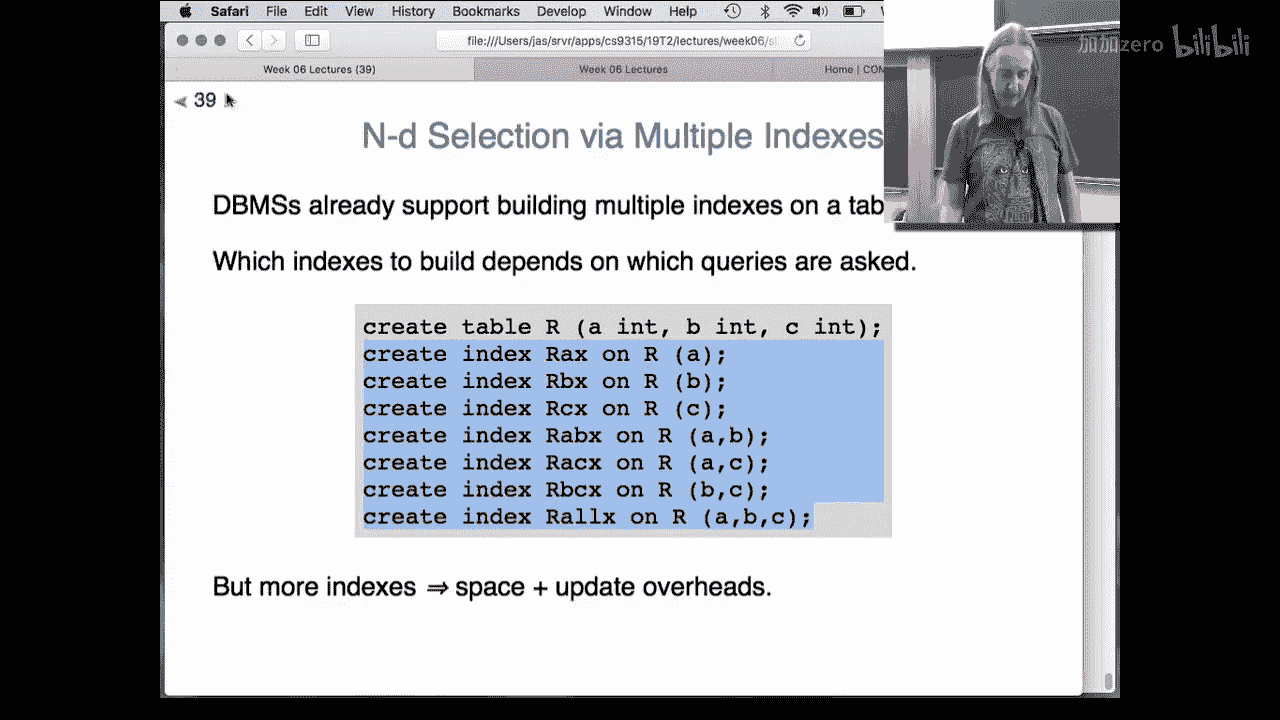 Safari File Edit View History Bookmarks Develop Window Help
file:///Users/jas/srvr/apps/cs9315/19T2/lectures/week06/
加加zero bilibili
Week 06 Lectures (39) Week 06 Lectures Home | COM
39
N-d Selection via Multiple Indexes
DBMSs already support building multiple indexes on a tab
Which indexes to build depends on which queries are asked.
create table R (a int, b int, c int);
create index Rax on R (a);
create index Rbx on R (b);
create index Rcx on R (c);
create index Rabx on R (a,b);
create index Racx on R (a,c);
create index Rbcx on R (b,c);
create index Rallx on R (a,b,c);
But more indexes ⇒ space + update overheads.